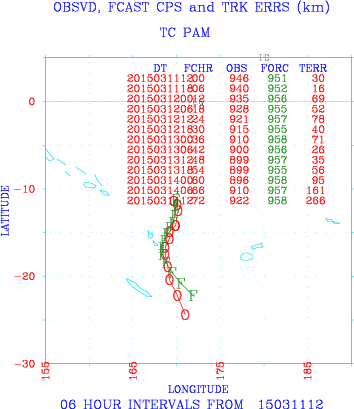 OBSVD, FCAST CPS and TRK ERRS (km)
TC PAM
10
DT FCHR OBS FORC TERR
2015031112 00 946 951 30
2015031118 06 940 952 16
2015031200 12 935 956 69
2015031206 18 928 955 52
2015031212 24 921 957 78
2015031218 30 915 955 40
2015031300 36 910 958 71
2015031306 42 900 956 26
2015031312 48 899 957 35
2015031318 54 899 955 56
2015031400 60 896 958 95
2015031406 66 910 957 161
2015031412 72 922 958 266
0
-10
-20
-30
LATITUDE
155
165
175
185
LONGITUDE
06 HOUR INTERVALS FROM 15031112